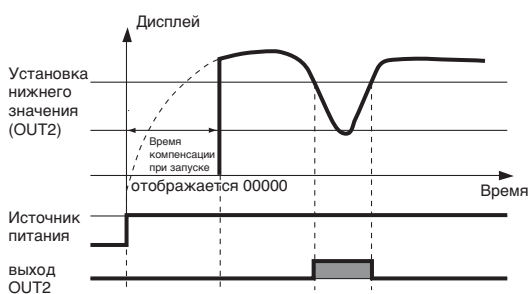 Дисплей
Установка
нижнего
значения
(OUT2)
Время
компенсации
при запуске
отображается 00000
Время
Источник
питания
выход
OUT2